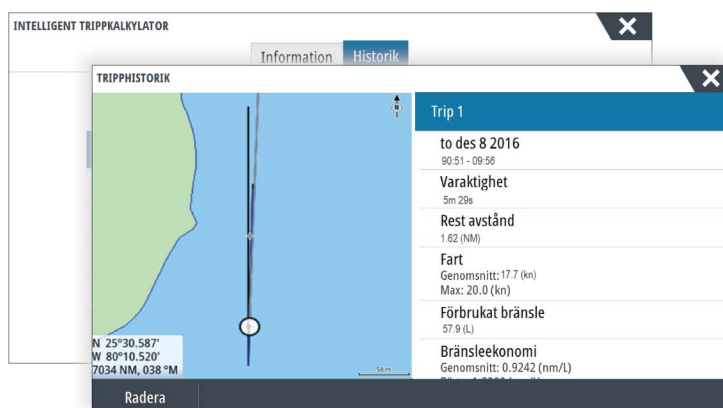 INTELLIGENT TRIPPKALKYLATOR
Information Historik
TRIPPHISTORIK
N
Trip 1
to des 8 2016
90:51 - 09:56
Varaktighet
5m 29s
Rest avstånd
1.62 (NM)
Fart
Genomsnitt: 17.7 (kn)
Max: 20.0 (kn)
Förbrukat bränsle
57.9 (L)
Bränsleekonomi
Genomsnitt: 0.9242 (nm/L)
N 25°30.587'
W 80°10.520'
7034 NM, 038 °M
50 m
Radera